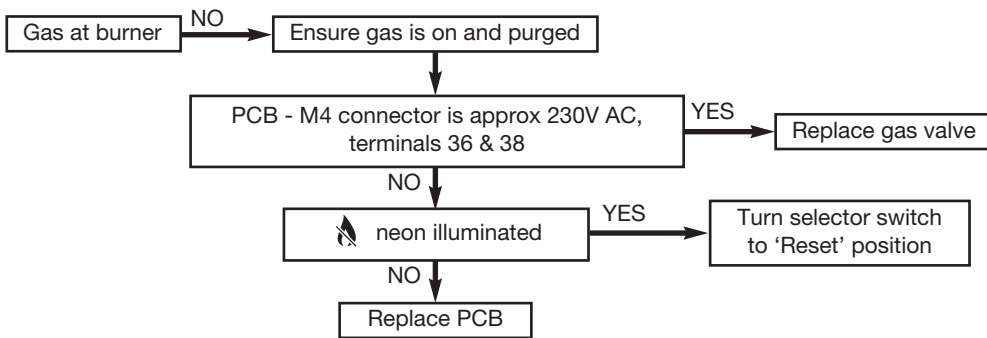 Gas at burner
NO
Ensure gas is on and purged
PCB - M4 connector is approx 230V AC,
terminals 36 & 38
YES
Replace gas valve
NO
neon illuminated
YES
Turn selector switch
to ‘Reset’ position
NO
Replace PCB